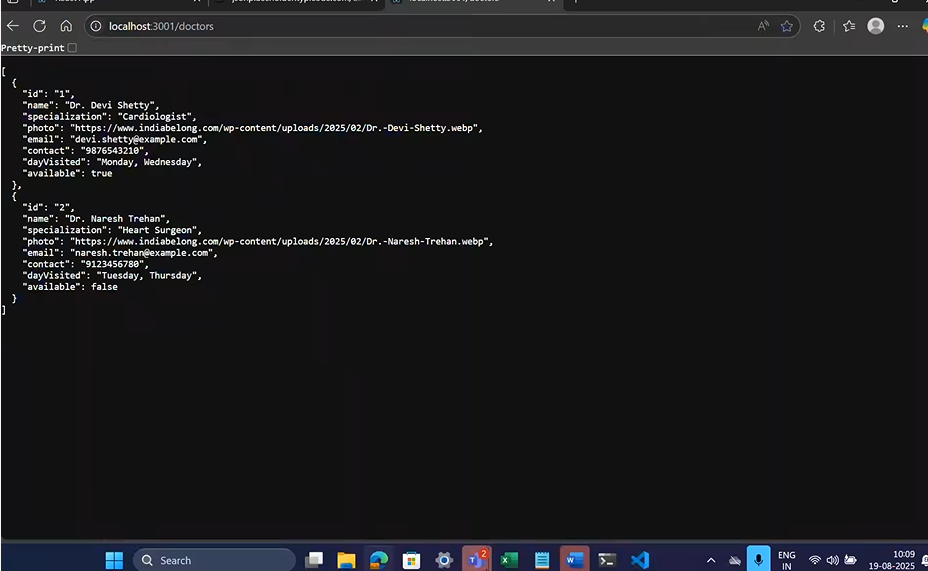 localhost:3001/doctors
Pretty-print
[
{
"id": "1",
"name": "Dr. Devi Shetty",
"specialization": "Cardiologist",
"photo": "https://www.indiabelong.com/wp-content/uploads/2025/02/Dr.-Devi-Shetty.webp",
"email": "devi.shetty@example.com",
"contact": "9876543210",
"dayVisited": "Monday, Wednesday",
"available": true
},
{
"id": "2",
"name": "Dr. Naresh Trehan",
"specialization": "Heart Surgeon",
"photo": "https://www.indiabelong.com/wp-content/uploads/2025/02/Dr.-Naresh-Trehan.webp",
"email": "naresh.trehan@example.com",
"contact": "9123456780",
"dayVisited": "Tuesday, Thursday",
"available": false
}
]
Search
2
ENG
IN
10:09
19-08-2025